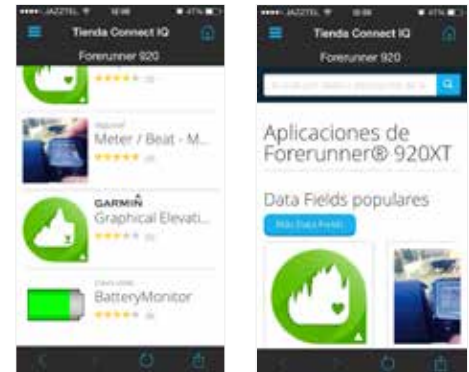 JAZZTEL
Tienda Connect IQ
Forerunner 920
Meter / Beat - M...
GARMIN
Graphical Elevati...
BatteryMonitor
JAZZTEL
Tienda Connect IQ
Forerunner 920
Aplicaciones de
Forerunner® 920XT
Data Fields populares
Más Data Fields